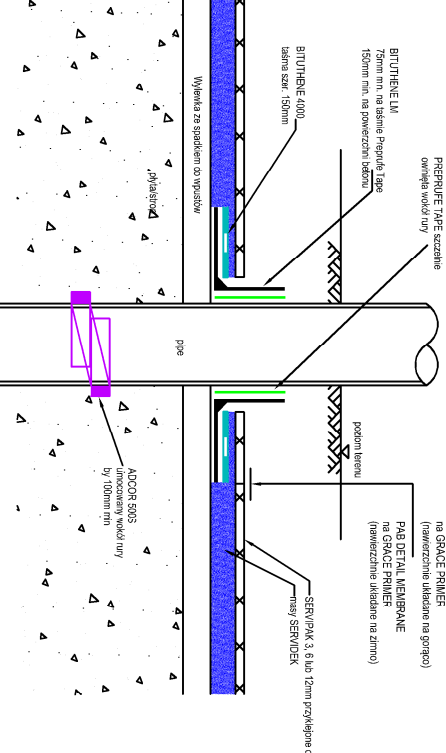 BITUTHENE 4000
taśma szer. 150mm
BITUTHENE LM
75mm min. na taśmie Preprufe Tape
150mm min. na powierzchni betonu
PREPRUFE TAPE szczelnie
owinięta wokół rury
Wylewka ze spadkiem do wpustów
płyta/strop
pipe
poziom terenu
ADCOR 500S
umocowany wokół rury
by 100mm min
na GRACE PRIMER
(nawierzchnie układane na gorąco)
PAB DETAIL MEMBRANE
na GRACE PRIMER
(nawierzchnie układane na zimno)
SERVIPAK 3, 6 lub 12mm przyklejone d
masy SERVIDEK